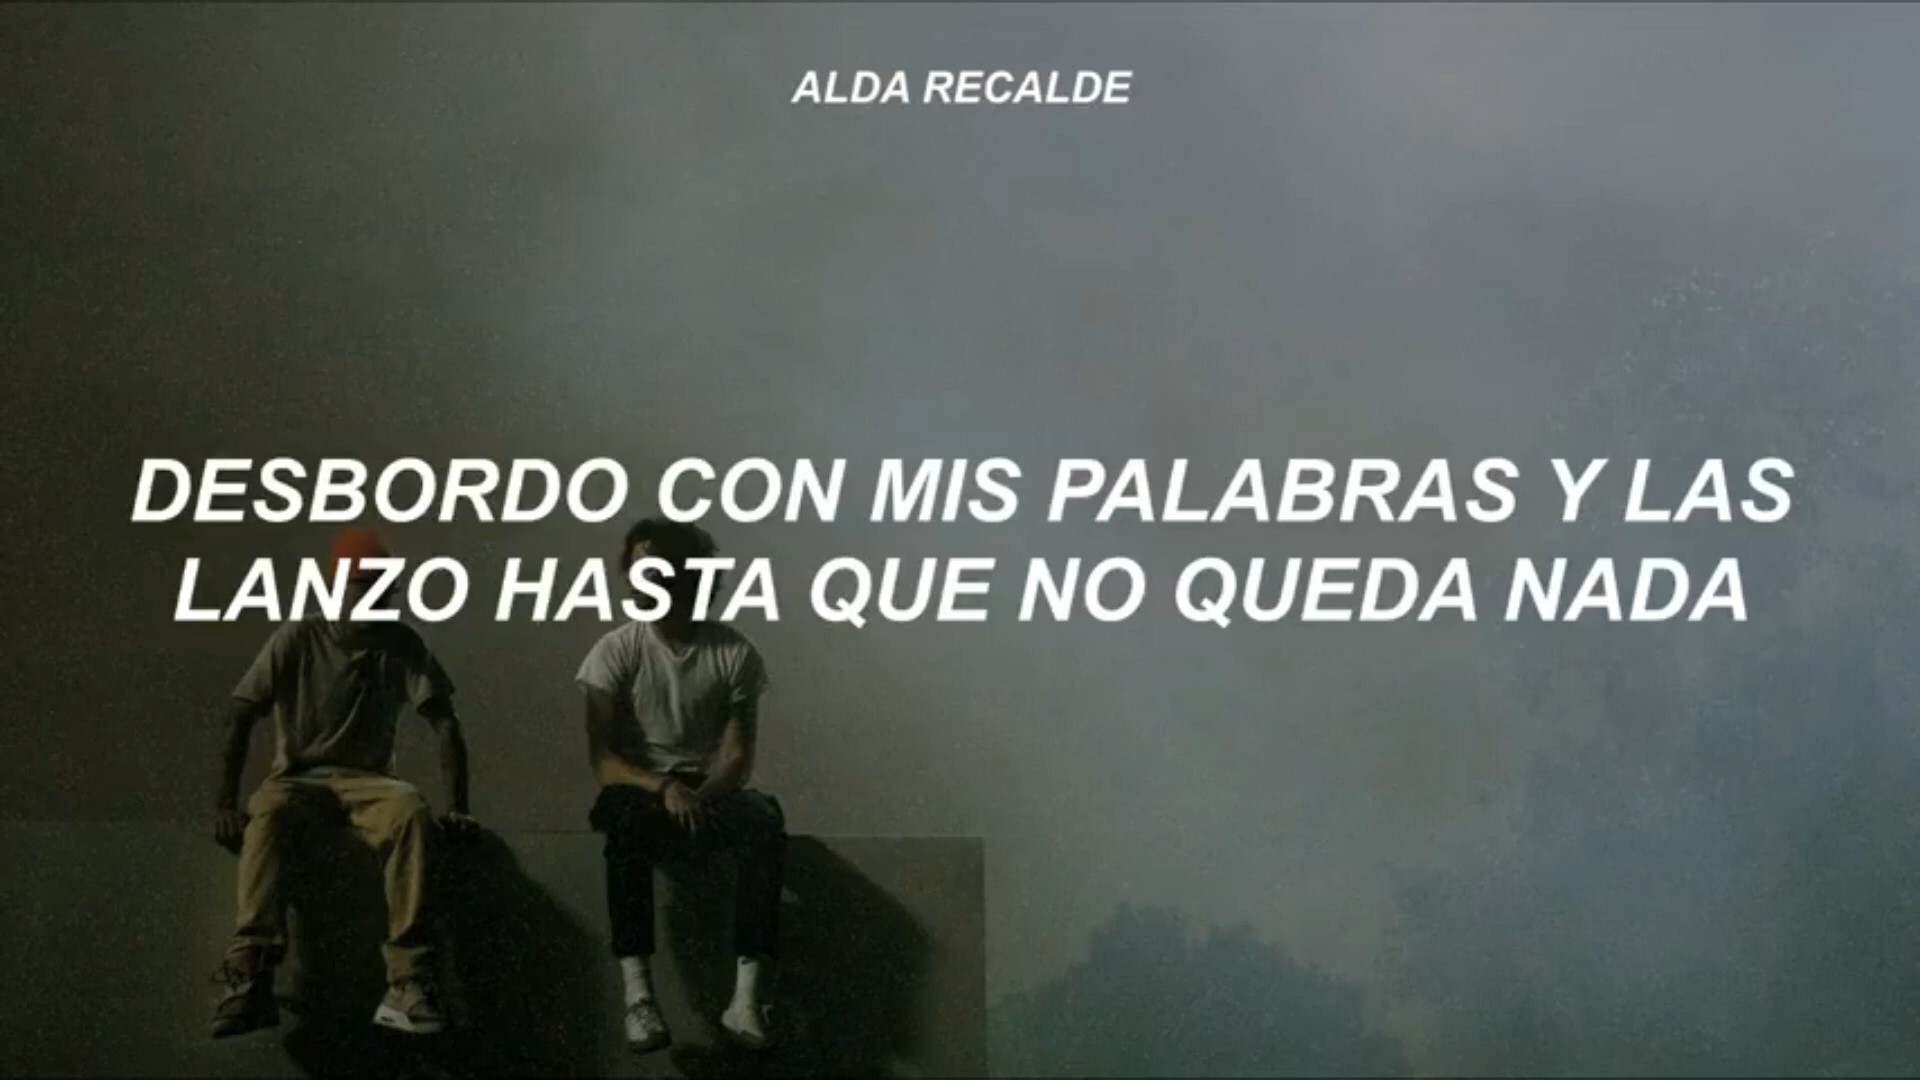 ALDA RECALDE
DESBORDO CON MIS PALABRAS Y LAS
LANZO HASTA QUE NO QUEDA NADA